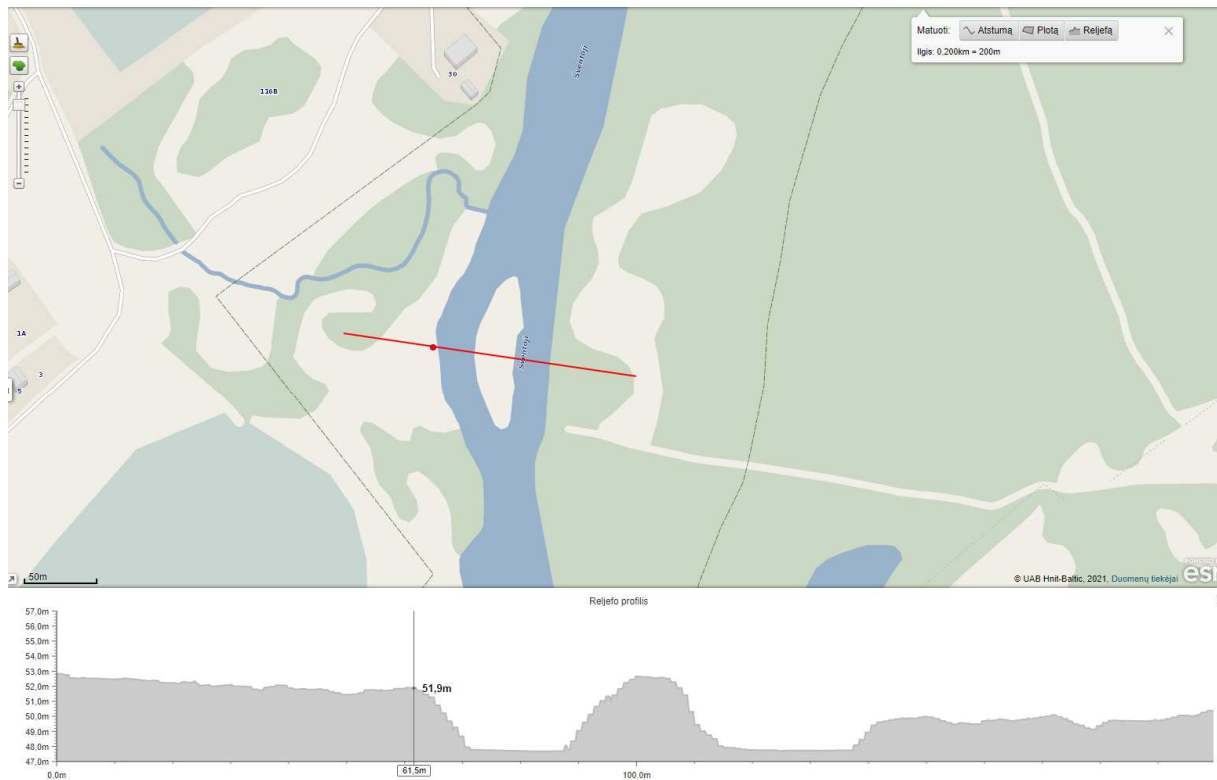 Matuoti: Atstumą Plotą Reljefą
Ilgis: 0,200km = 200m
30
116B
Šventoji
Šventoji
1A
3
5
50m
© UAB Hnit-Baltic, 2021, Duomenų tiekėjai
esri
Reljefo profilis
57,0m
56,0m
55,0m
54,0m
53,0m
52,0m
51,0m
50,0m
49,0m
48,0m
47,0m
51,9m
0,0m
61,5m
100,0m